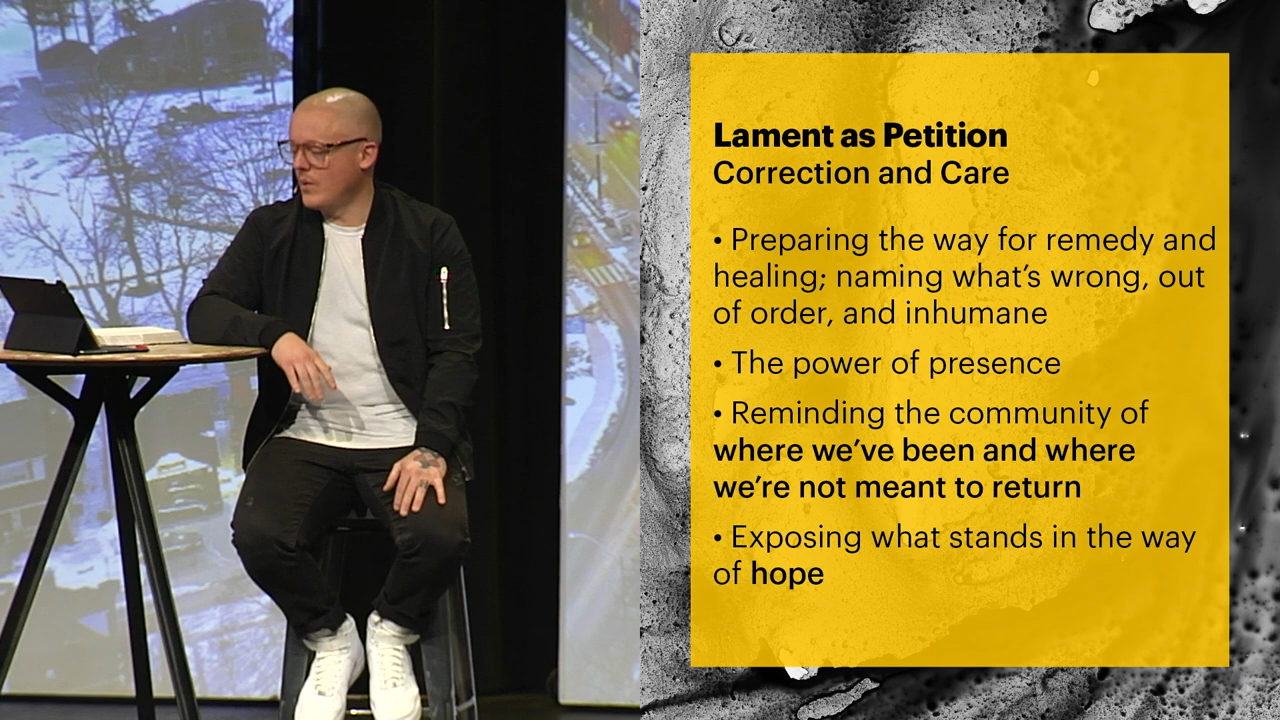 Lament as Petition
Correction and Care
• Preparing the way for remedy and
healing; naming what’s wrong, out
of order, and inhumane
• The power of presence
• Reminding the community of
where we’ve been and where
we’re not meant to return
• Exposing what stands in the way
of hope